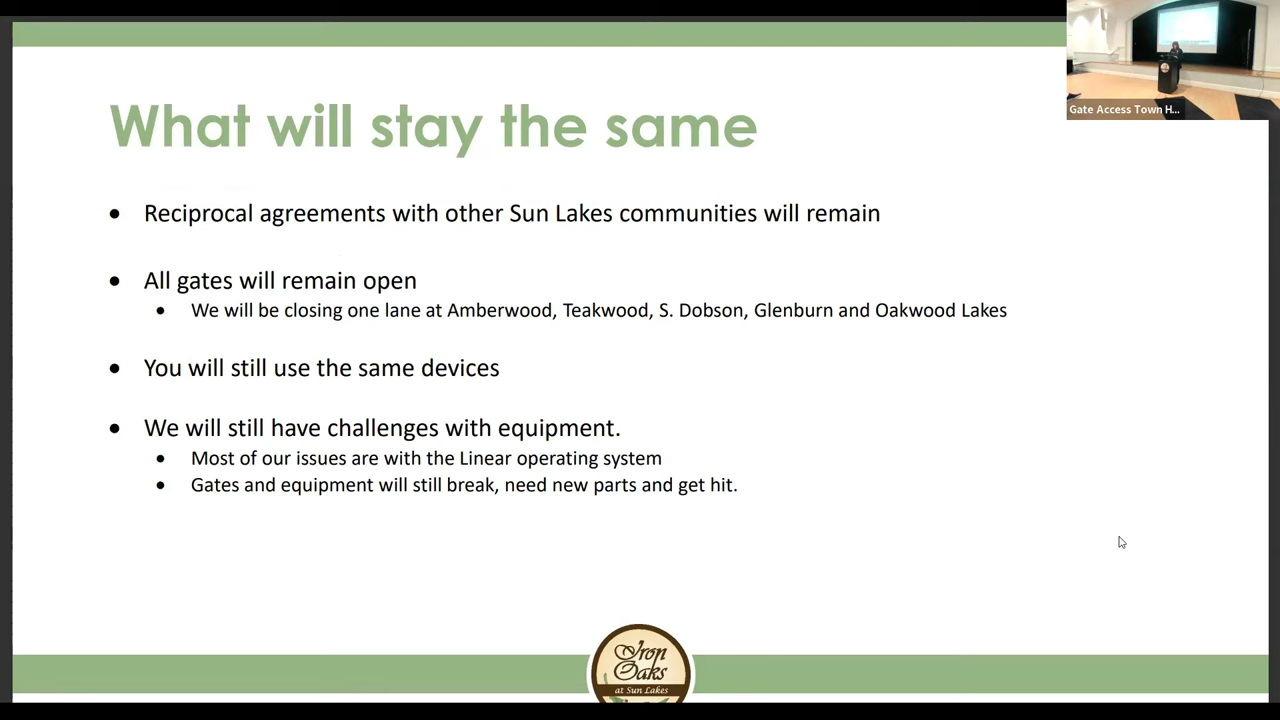 Gate Access Town H...
What will stay the same
• Reciprocal agreements with other Sun Lakes communities will remain
• All gates will remain open
• We will be closing one lane at Amberwood, Teakwood, S. Dobson, Glenburn and Oakwood Lakes
• You will still use the same devices
• We will still have challenges with equipment.
• Most of our issues are with the Linear operating system
• Gates and equipment will still break, need new parts and get hit.
Iron
Oaks
at Sun Lakes